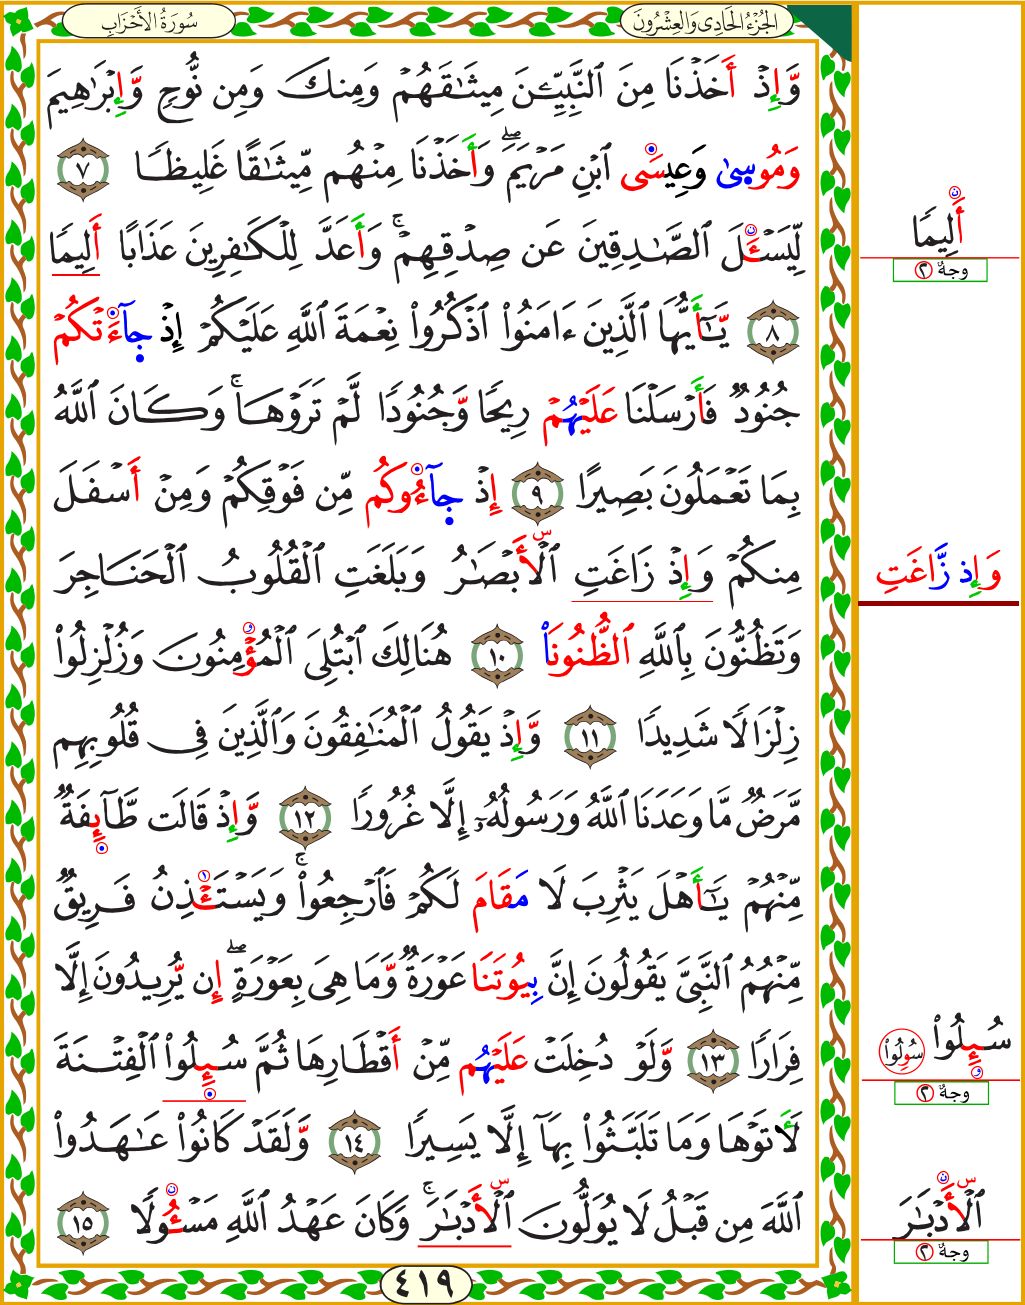 الجُزْءُ الحَادِى وَالعِشْرُونَ
سُورَةُ الأَحْزَابِ
وَّإِذْ أَخَذْنَا مِنَ ٱلنَّبِيِّـۧنَ مِيثَـٰقَهُمْ وَمِنكَ وَمِن نُّوحٍ وَّإِبْرَٰهِيمَ
وَمُوسَىٰ وَعِيسَى ٱبْنِ مَرْيَمَ ۖ وَأَخَذْنَا مِنْهُم مِّيثَـٰقًا غَلِيظًا ٧
لِّيَسْـَٔلَ ٱلصَّـٰدِقِينَ عَن صِدْقِهِمْ ۚ وَأَعَدَّ لِلْكَـٰفِرِينَ عَذَابًا أَلِيمًا
٨ يَّـٰٓأَيُّهَا ٱلَّذِينَ ءَامَنُوا۟ ٱذْكُرُوا۟ نِعْمَةَ ٱللَّهِ عَلَيْكُمْ إِذْ جَآءَتْكُمْ
جُنُودٌ فَأَرْسَلْنَا عَلَيْهُمْ رِيحًا وَّجُنُودًا لَّمْ تَرَوْهَا ۚ وَكَانَ ٱللَّهُ
بِمَا تَعْمَلُونَ بَصِيرًا ٩ إِذْ جَآءُوكُم مِّن فَوْقِكُمْ وَمِنْ أَسْفَلَ
مِنكُمْ وَإِذْ زَاغَتِ ٱلْأَبْصَـٰرُ وَبَلَغَتِ ٱلْقُلُوبُ ٱلْحَنَاجِرَ
وَتَظُنُّونَ بِٱللَّهِ ٱلظُّنُونَا۟ ١٠ هُنَالِكَ ٱبْتُلِىَ ٱلْمُؤْمِنُونَ وَزُلْزِلُوا۟
زِلْزَالًا شَدِيدًا ١١ وَّإِذْ يَقُولُ ٱلْمُنَـٰفِقُونَ وَٱلَّذِينَ فِى قُلُوبِهِم
مَّرَضٌ مَّا وَعَدَنَا ٱللَّهُ وَرَسُولُهُۥٓ إِلَّا غُرُورًا ١٢ وَّإِذْ قَالَت طَّآئِفَةٌ
مِّنْهُمْ يَـٰٓأَهْلَ يَثْرِبَ لَا مَقَامَ لَكُمْ فَٱرْجِعُوا۟ ۚ وَيَسْتَـْٔذِنُ فَرِيقٌ
مِّنْهُمُ ٱلنَّبِىَّ يَقُولُونَ إِنَّ بِيُوتَنَا عَوْرَةٌ وَّمَا هِىَ بِعَوْرَةٍ ۖ إِن يُّرِيدُونَ إِلَّا
فِرَارًا ١٣ وَّلَوْ دُخِلَتْ عَلَيْهُم مِّنْ أَقْطَارِهَا ثُمَّ سُئِلُوا۟ ٱلْفِتْنَةَ
لَأَتَوْهَا وَمَا تَلَبَّثُوا۟ بِهَآ إِلَّا يَسِيرًا ١٤ وَّلَقَدْ كَانُوا۟ عَـٰهَدُوا۟
ٱللَّهَ مِن قَبْلُ لَا يُوَلُّونَ ٱلْأَدْبَـٰرَ ۚ وَكَانَ عَهْدُ ٱللَّهِ مَسْـُٔولًا ١٥
٤١٩
أَلِيمًا
وجهٌ ٢
وَإِذ زَّاغَتِ
سُئِلُوا۟ سُوِلُوا۟
وجهٌ ٢
ٱلْأَدْبَـٰرَ
وجهٌ ٢